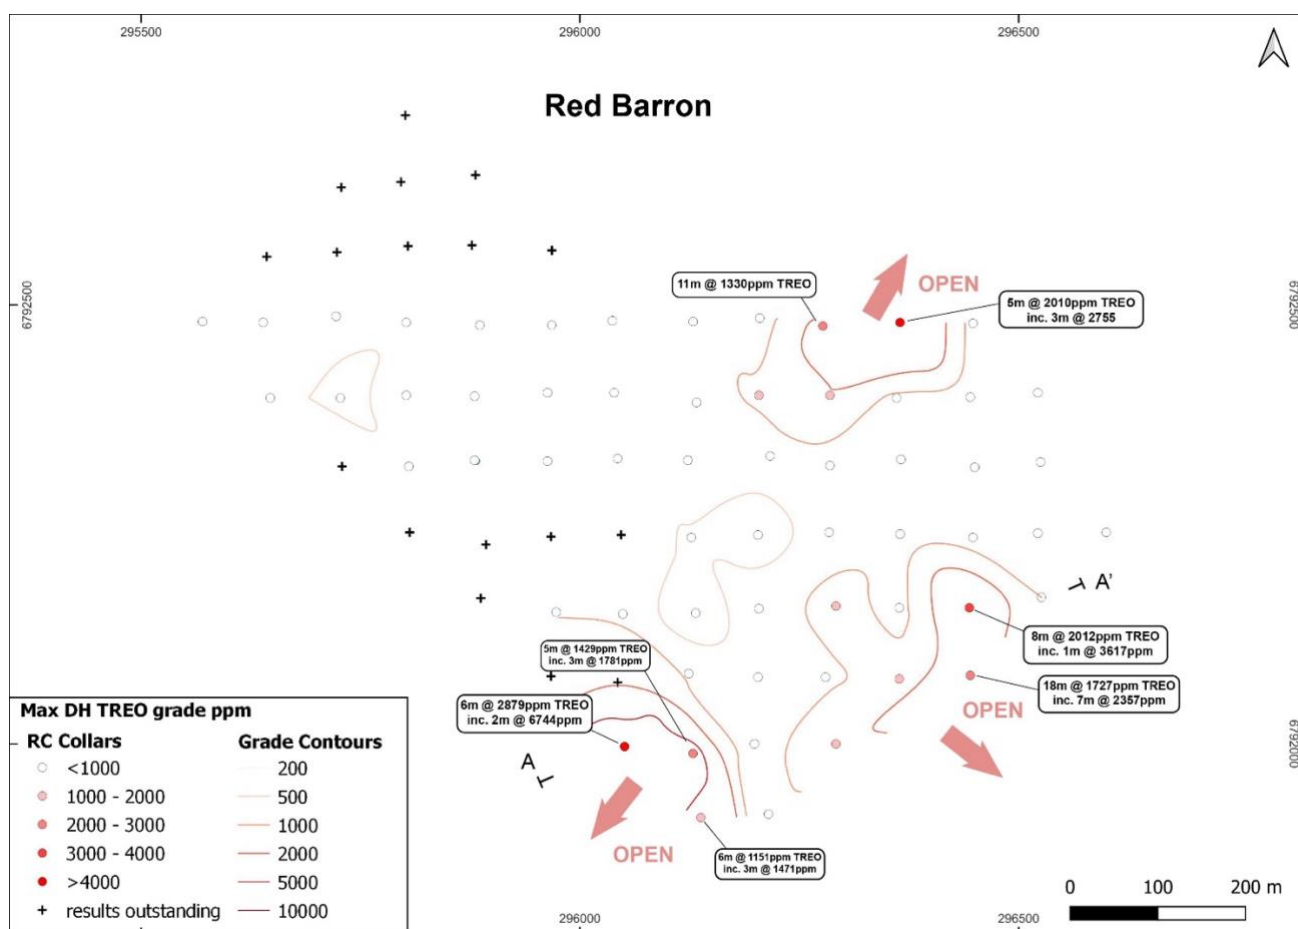 295500
296000
296500
Red Barron
6792500
6792500
11m @ 1330ppm TREO
OPEN
5m @ 2010ppm TREO
inc. 3m @ 2755
A'
8m @ 2012ppm TREO
inc. 1m @ 3617ppm
5m @ 1429ppm TREO
inc. 3m @ 1781ppm
18m @ 1727ppm TREO
inc. 7m @ 2357ppm
6m @ 2879ppm TREO
inc. 2m @ 6744ppm
OPEN
6792000
A
OPEN
6m @ 1151ppm TREO
inc. 3m @ 1471ppm
Max DH TREO grade ppm
RC Collars
<1000
1000 - 2000
2000 - 3000
3000 - 4000
>4000
results outstanding
Grade Contours
200
500
1000
2000
5000
10000
0 100 200 m
296000
296500